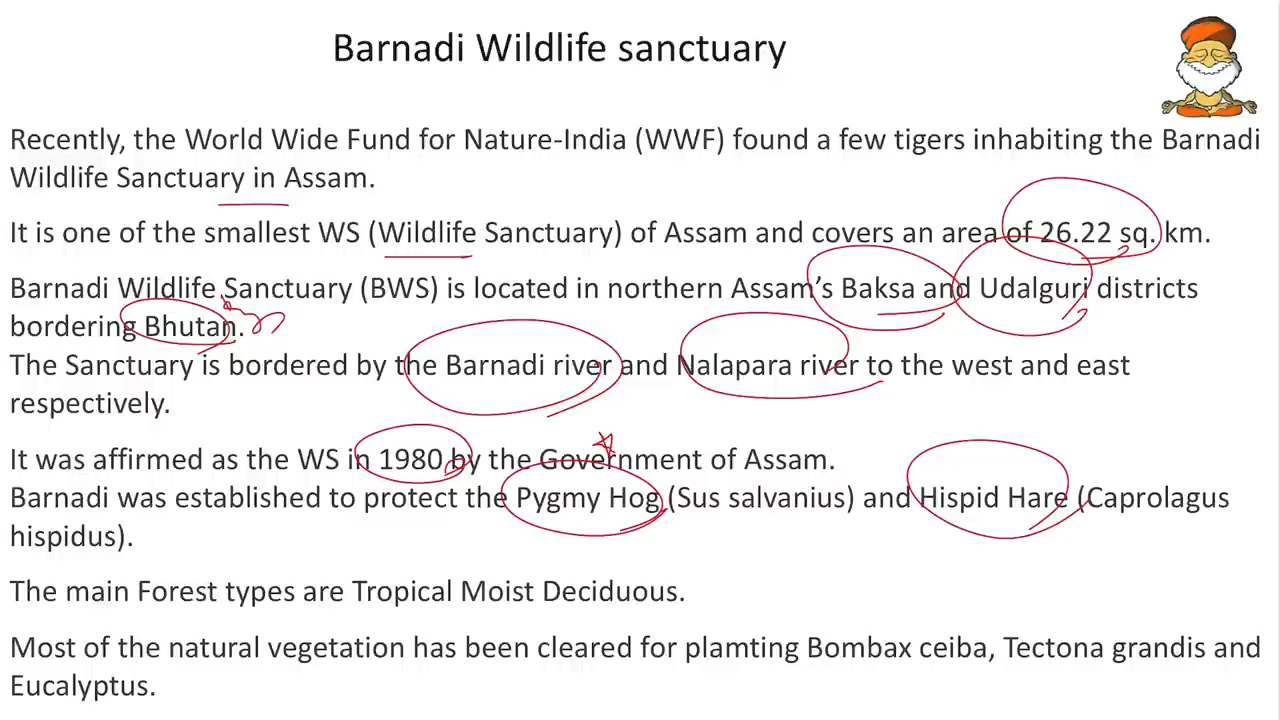 Barnadi Wildlife sanctuary
Recently, the World Wide Fund for Nature-India (WWF) found a few tigers inhabiting the Barnadi
Wildlife Sanctuary in Assam.
It is one of the smallest WS (Wildlife Sanctuary) of Assam and covers an area of 26.22 sq. km.
Barnadi Wildlife Sanctuary (BWS) is located in northern Assam's Baksa and Udalguri districts
bordering Bhutan.
The Sanctuary is bordered by the Barnadi river and Nalapara river to the west and east
respectively.
It was affirmed as the WS in 1980 by the Government of Assam.
Barnadi was established to protect the Pygmy Hog (Sus salvanius) and Hispid Hare (Caprolagus
hispidus).
The main Forest types are Tropical Moist Deciduous.
Most of the natural vegetation has been cleared for plamting Bombax ceiba, Tectona grandis and
Eucalyptus.